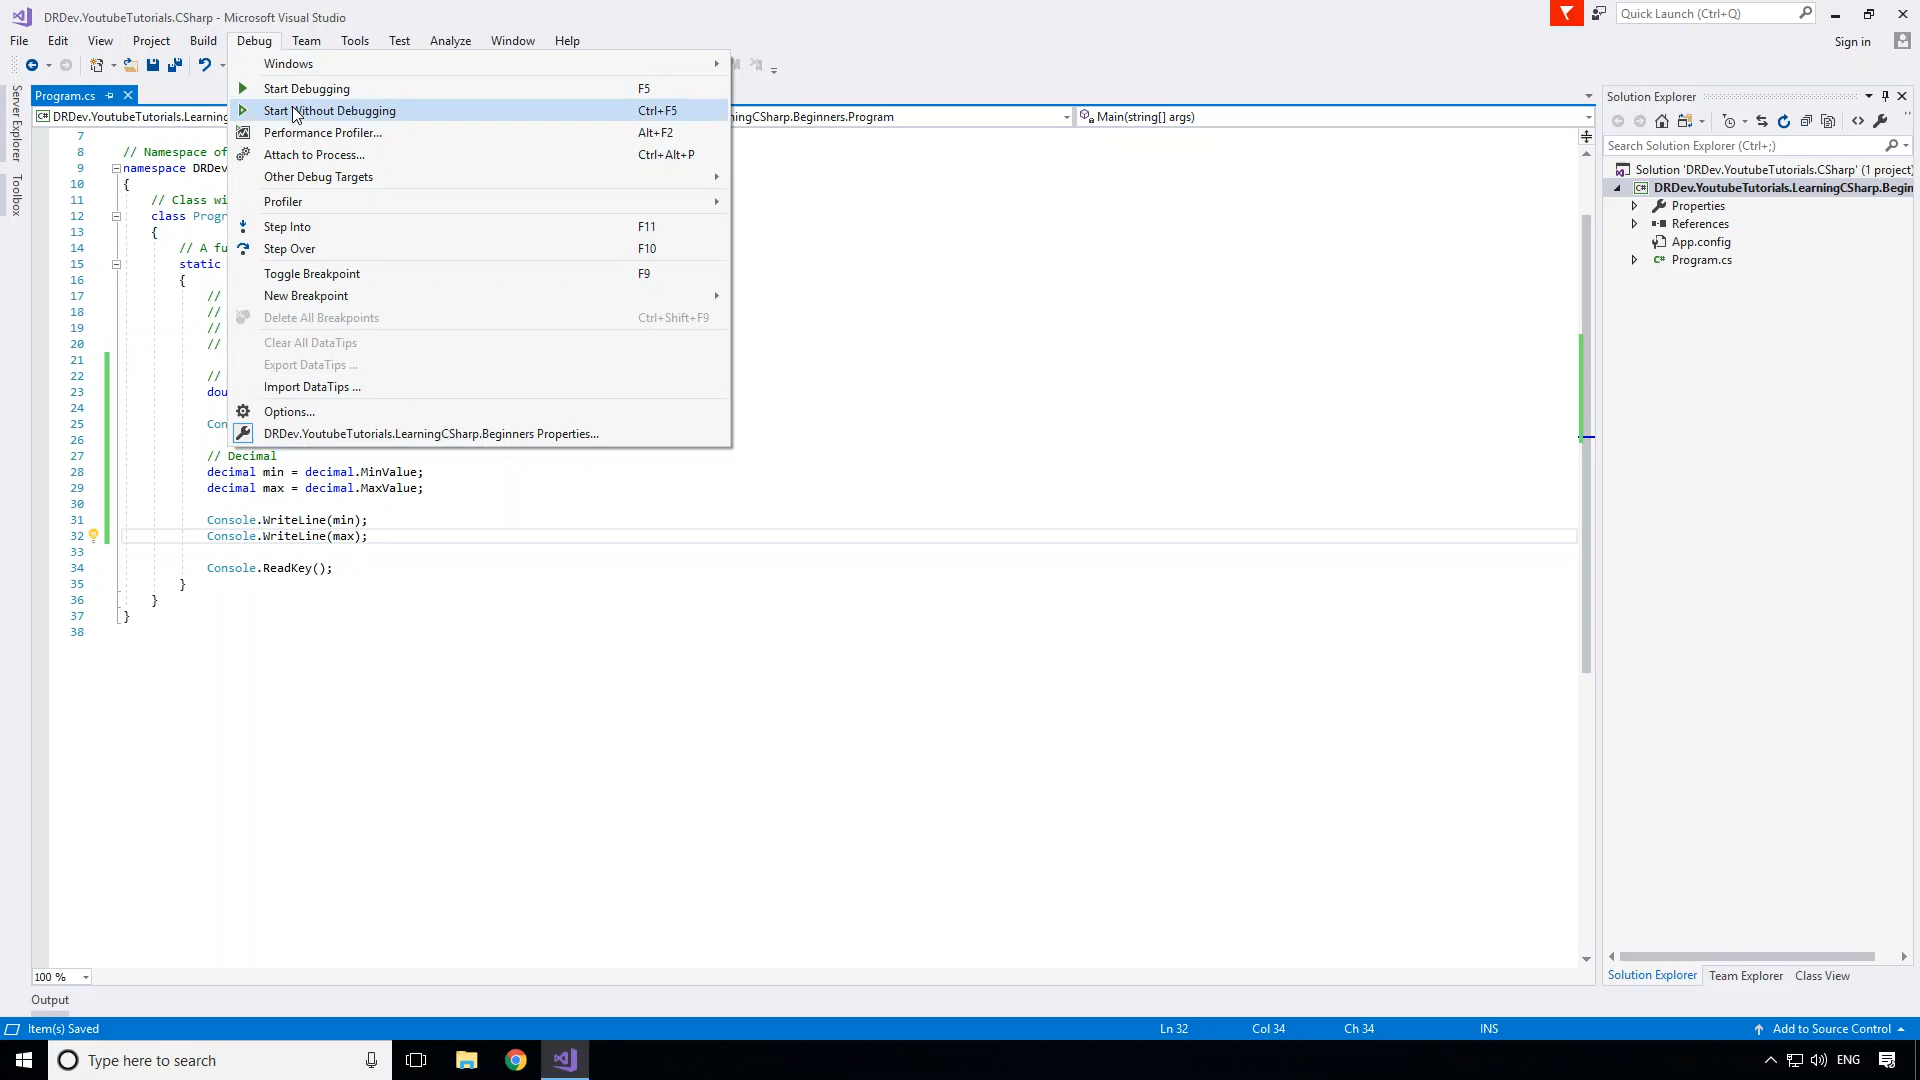 DRDev.YoutubeTutorials.CSharp - Microsoft Visual Studio
Quick Launch (Ctrl+Q)
File Edit View Project Build Debug Team Tools Test Analyze Window Help
Sign in
Windows
Start Debugging F5
Start Without Debugging Ctrl+F5
Performance Profiler... Alt+F2
Attach to Process... Ctrl+Alt+P
Other Debug Targets
Profiler
Step Into F11
Step Over F10
Toggle Breakpoint F9
New Breakpoint
Delete All Breakpoints Ctrl+Shift+F9
Clear All DataTips
Export DataTips ...
Import DataTips ...
Options...
DRDev.YoutubeTutorials.LearningCSharp.Beginners Properties...
Server Explorer
Toolbox
Program.cs
DRDev.YoutubeTutorials.Learning
ingCSharp.Beginners.Program
Main(string[] args)
7
8 // Namespace of
9 namespace DRDev
10 {
11 // Class wi
12 class Progr
13 {
14 // A fu
15 static
16 {
17 //
18 //
19 //
20 //
21
22 //
23 dou
24
25 Con
26
27 // Decimal
28 decimal min = decimal.MinValue;
29 decimal max = decimal.MaxValue;
30
31 Console.WriteLine(min);
32 Console.WriteLine(max);
33
34 Console.ReadKey();
35 }
36 }
37 }
38
100 %
Output
Solution Explorer
Search Solution Explorer (Ctrl+;)
Solution 'DRDev.YoutubeTutorials.CSharp' (1 project)
C# DRDev.YoutubeTutorials.LearningCSharp.Begin
Properties
References
App.config
C# Program.cs
Solution Explorer Team Explorer Class View
Item(s) Saved Ln 32 Col 34 Ch 34 INS Add to Source Control
Type here to search
ENG